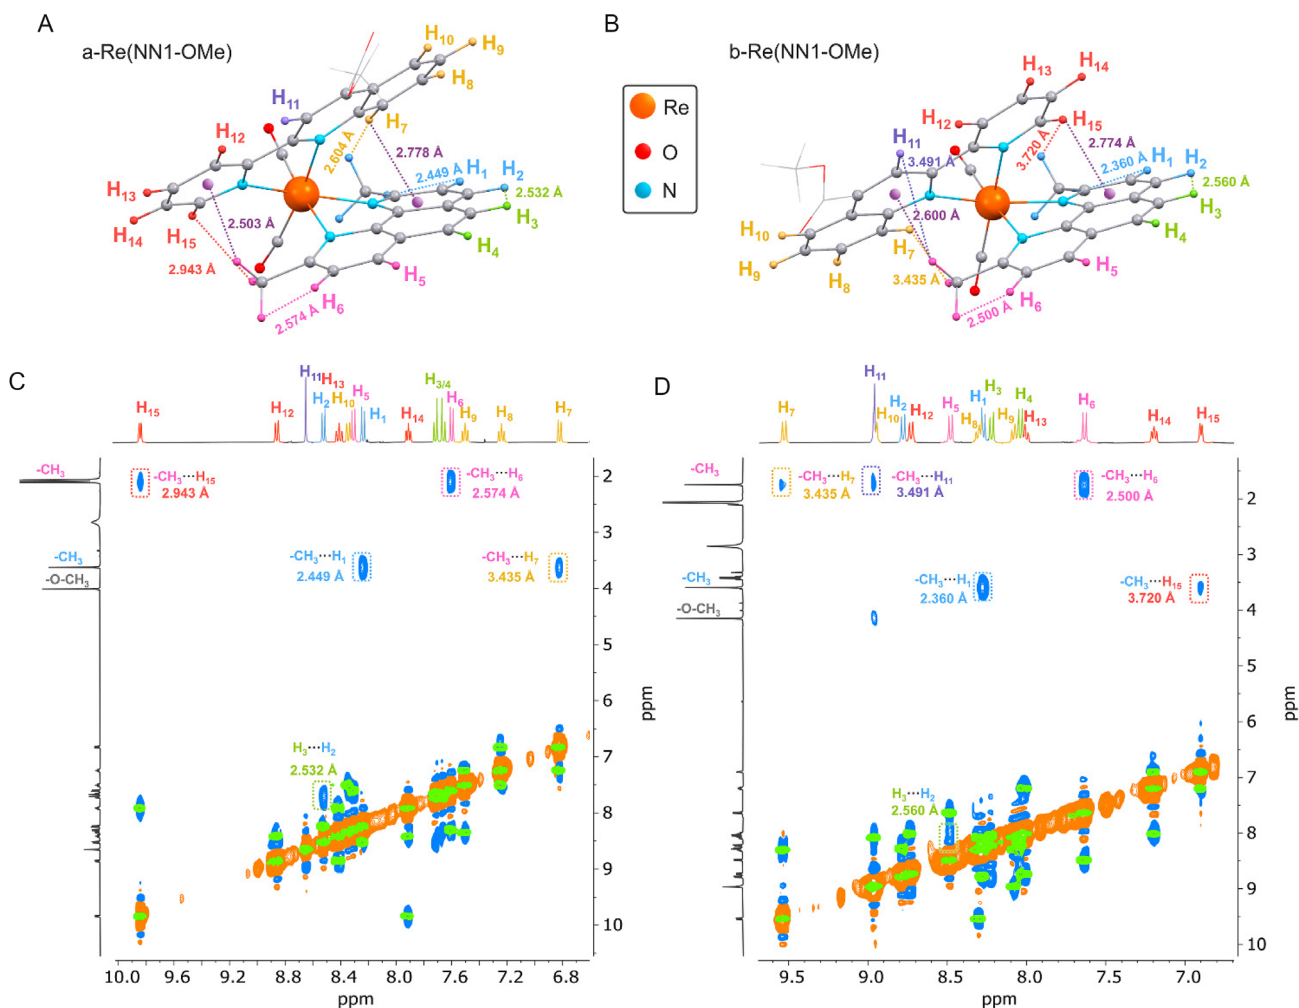 A
a-Re(NN1-OMe)
H10
H9
H8
H11
H7
H12
2.604 Å
2.778 Å
H1
H2
2.449 Å
2.532 Å
H13
H3
H14
H15
2.503 Å
H4
2.943 Å
H5
H6
2.574 Å
Re
O
N
B
b-Re(NN1-OMe)
H13
H14
H12
H15
H11
3.491 Å
3.720 Å
2.774 Å
H1
H2
2.360 Å
2.560 Å
H3
2.600 Å
H10
H7
H4
H9
H8
3.435 Å
H5
H6
2.500 Å
C
H15
H12
H11
H2
H13
H10
H5
H1
H14
H3/4
H6
H9
H8
H7
-CH3
-CH3···H15
2.943 Å
-CH3···H6
2.574 Å
-CH3
-CH3···H1
2.449 Å
-CH3···H7
3.435 Å
-O-CH3
H3···H2
2.532 Å
2
3
4
5
6
7
8
9
10
ppm
10.0
9.2
8.8
8.4
8.0
7.6
7.2
6.8
ppm
D
H7
H11
H10
H2
H12
H5
H8
H1
H3
H9
H4
H13
H6
H14
H15
-CH3
-CH3···H7
3.435 Å
-CH3···H11
3.491 Å
-CH3···H6
2.500 Å
-CH3
-CH3···H1
2.360 Å
-CH3···H15
3.720 Å
-O-CH3
H3···H2
2.560 Å
2
3
4
5
6
7
8
9
10
ppm
9.5
9.0
8.5
8.0
7.5
7.0
ppm